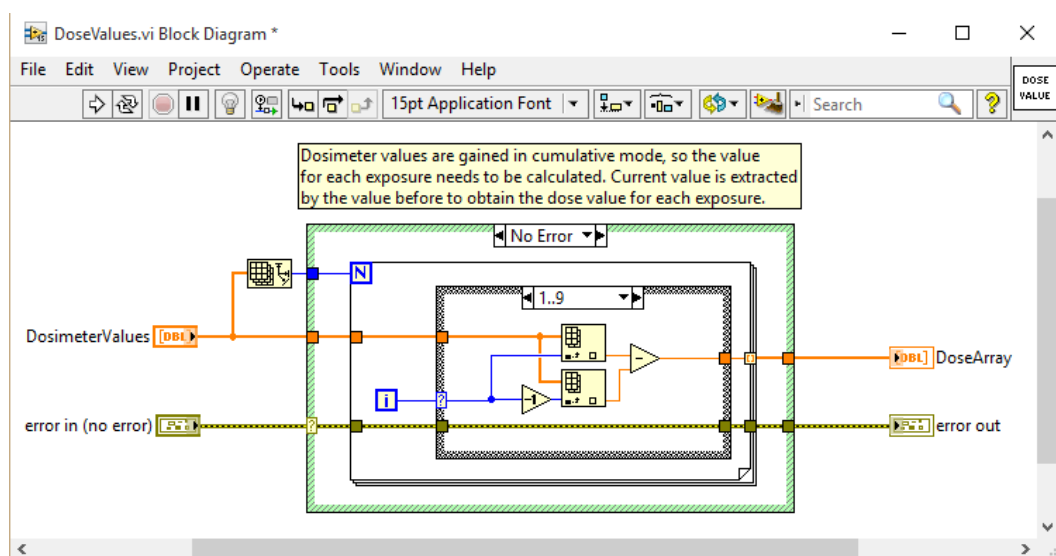 DoseValues.vi Block Diagram *
File Edit View Project Operate Tools Window Help
15pt Application Font
Search
DOSE
VALUE
Dosimeter values are gained in cumulative mode, so the value
for each exposure needs to be calculated. Current value is extracted
by the value before to obtain the dose value for each exposure.
No Error
N
1..9
DosimeterValues [DBL]
i
?
-1
-
[DBL] DoseArray
error in (no error)
?
error out